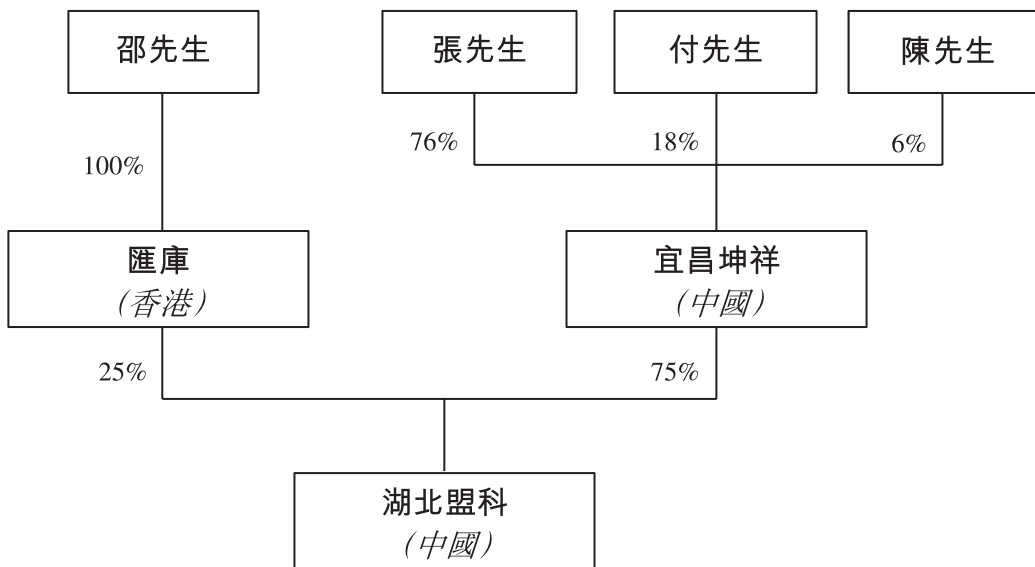 邵先生
張先生
付先生
陳先生
76%
18%
6%
100%
匯庫
(香港)
宜昌坤祥
(中國)
25%
75%
湖北盟科
(中國)